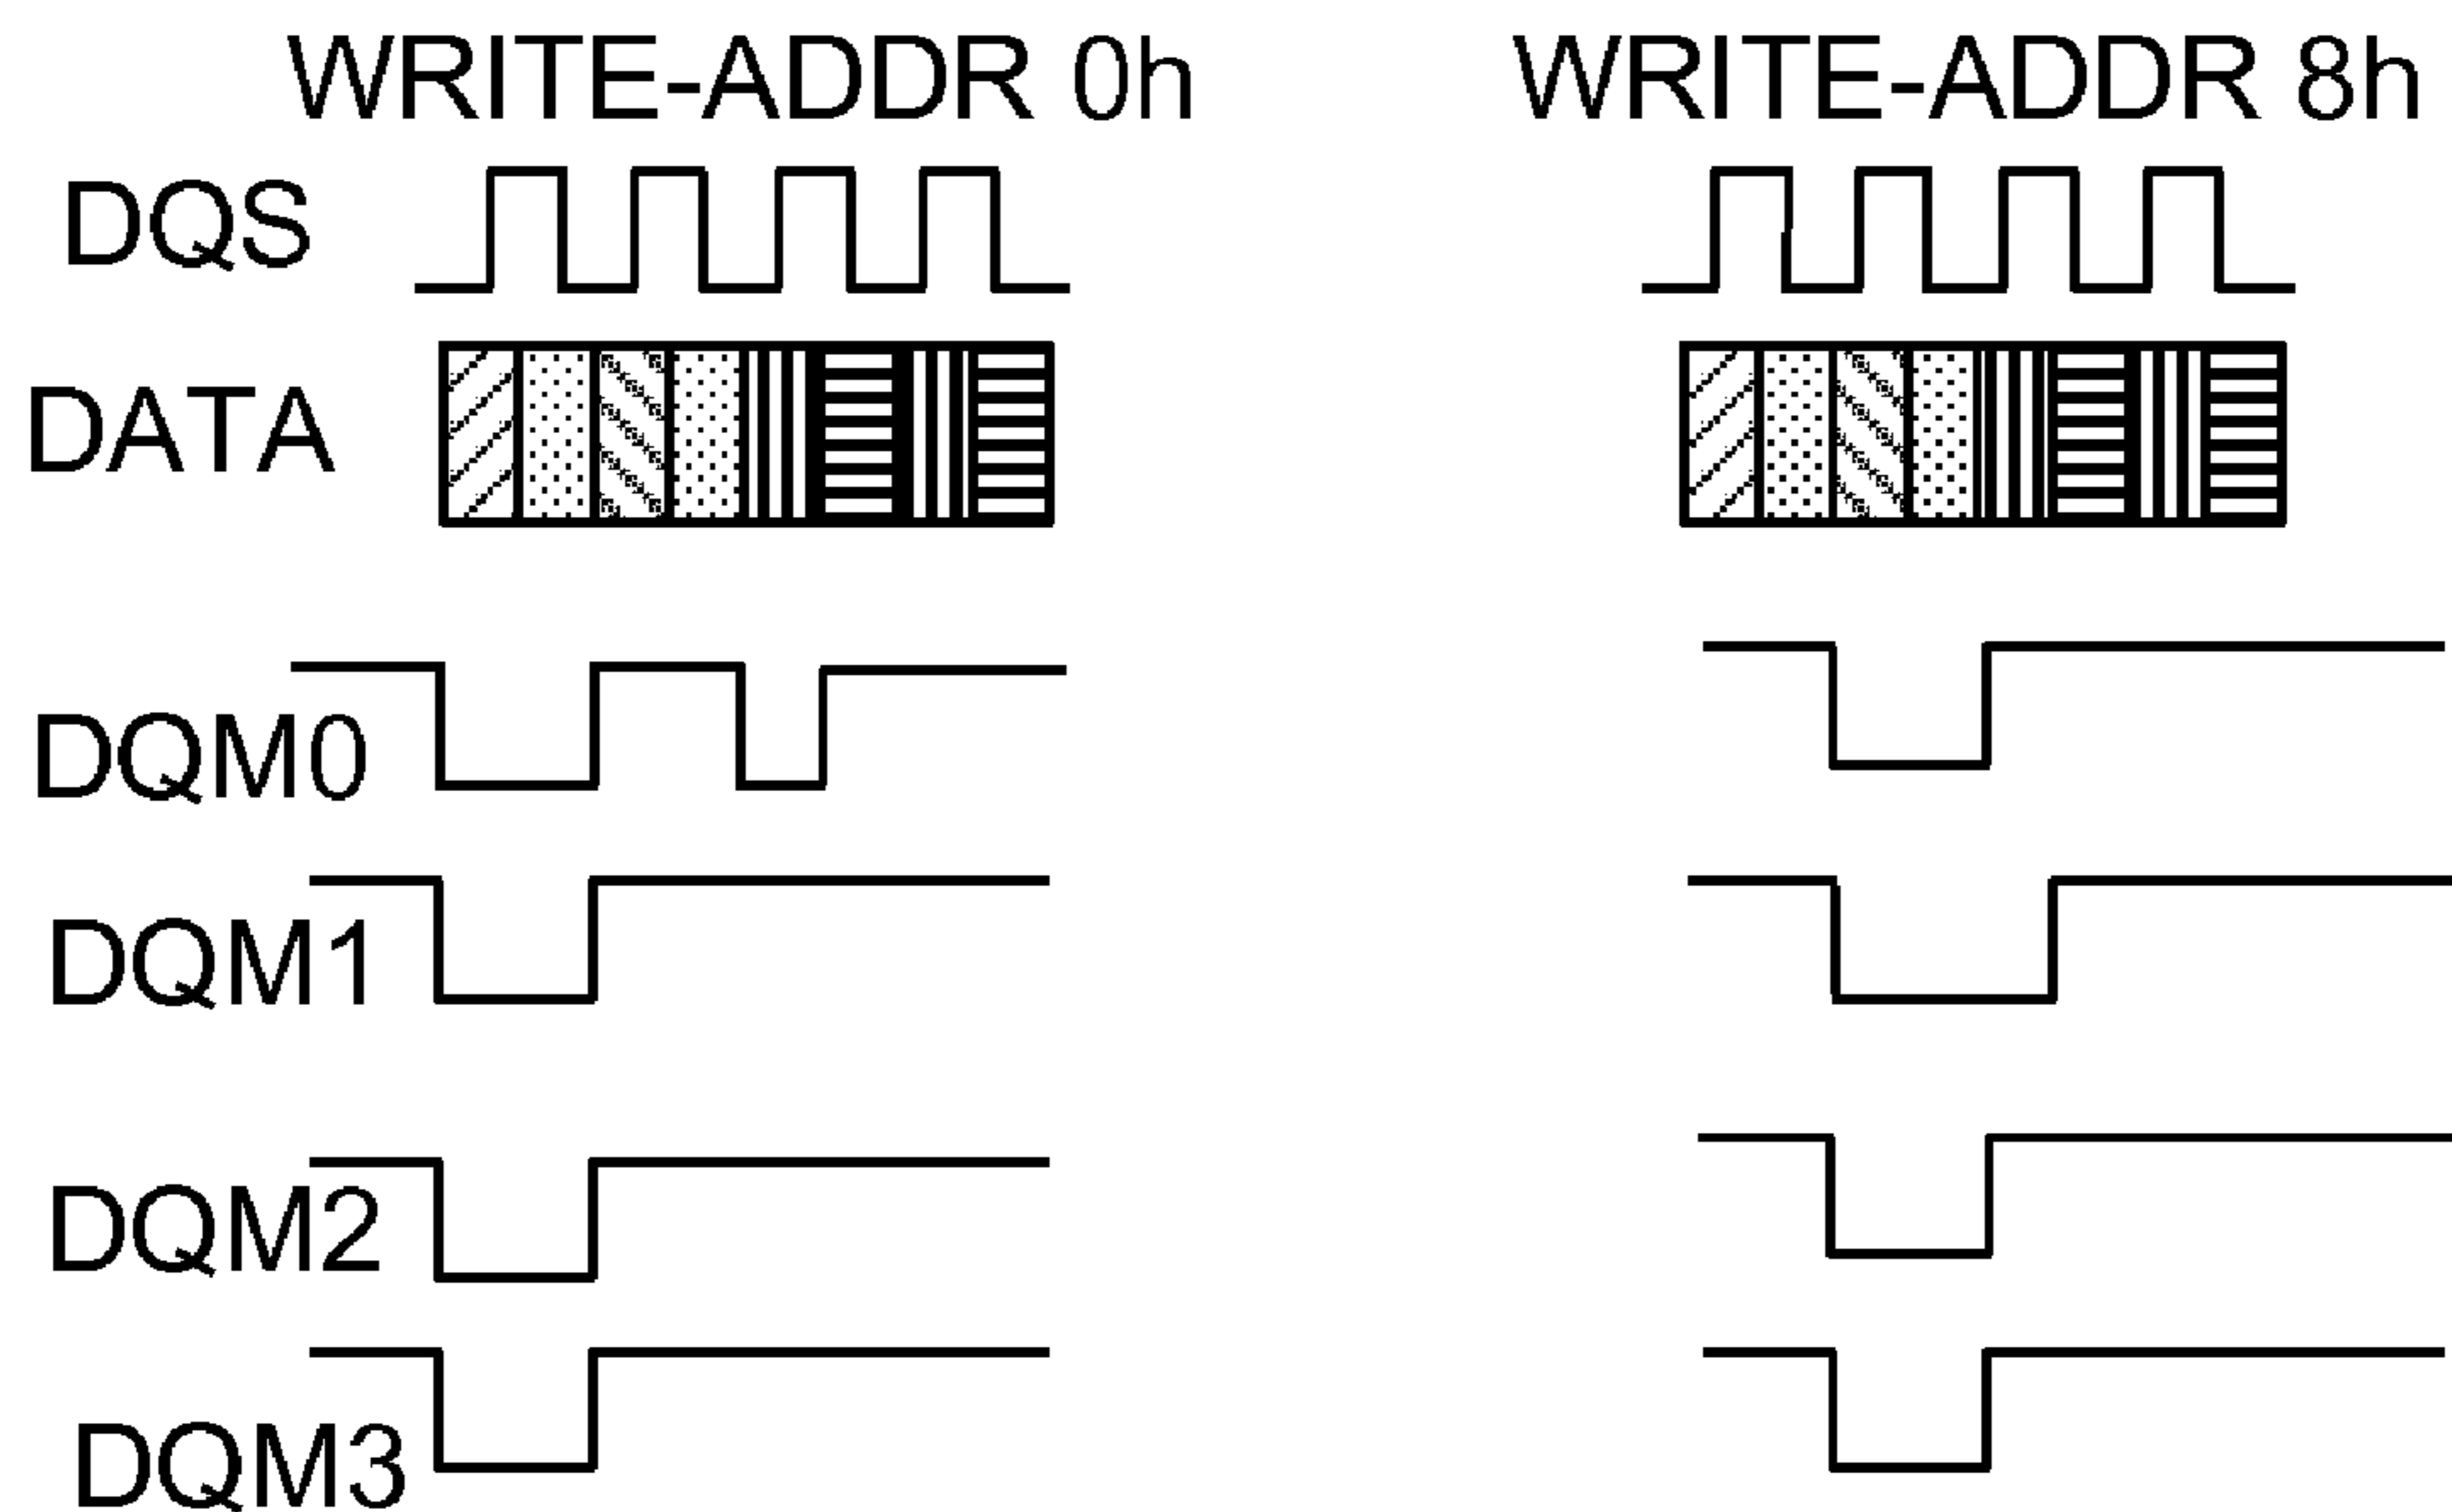 WRITE-ADDR 0h WRITE-ADDR 8h
DQS
DATA
DQM0
DQM1
DQM2
DQM3